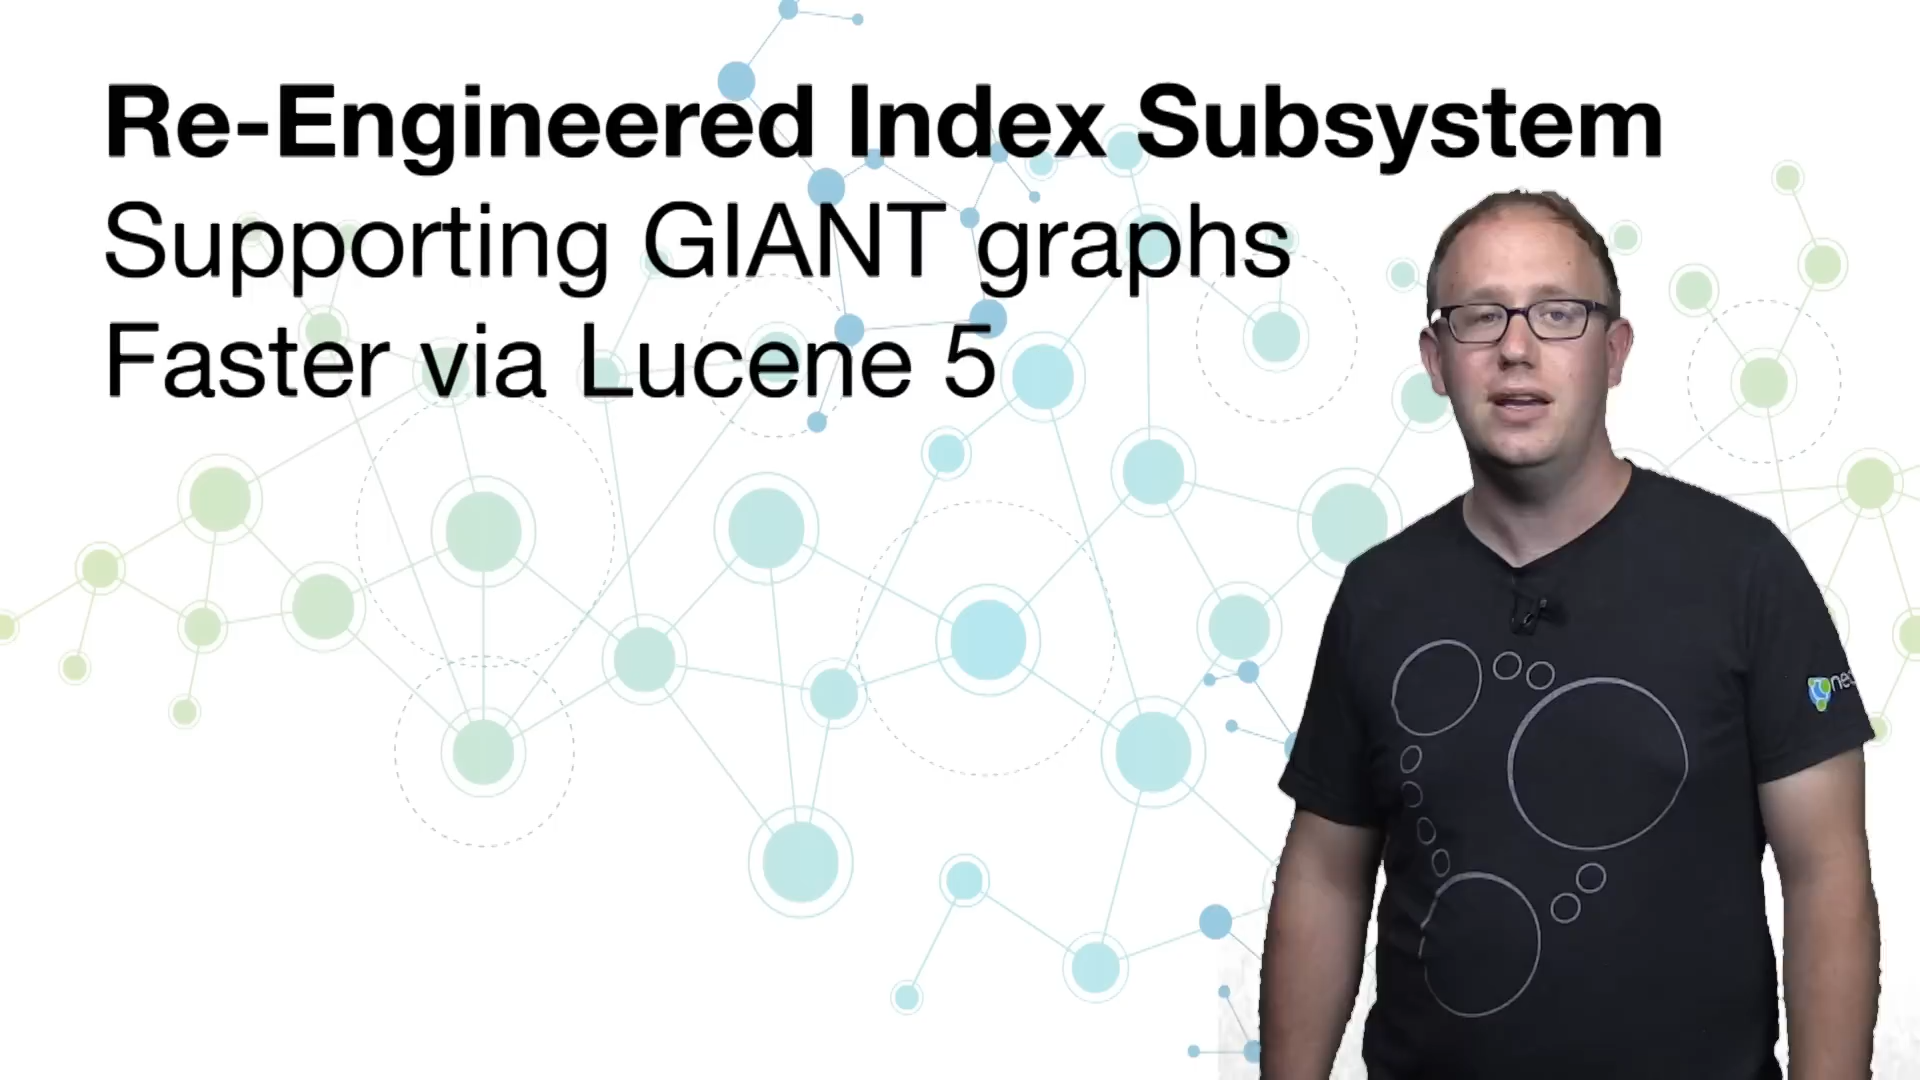 Re-Engineered Index Subsystem
Supporting GIANT graphs
Faster via Lucene 5